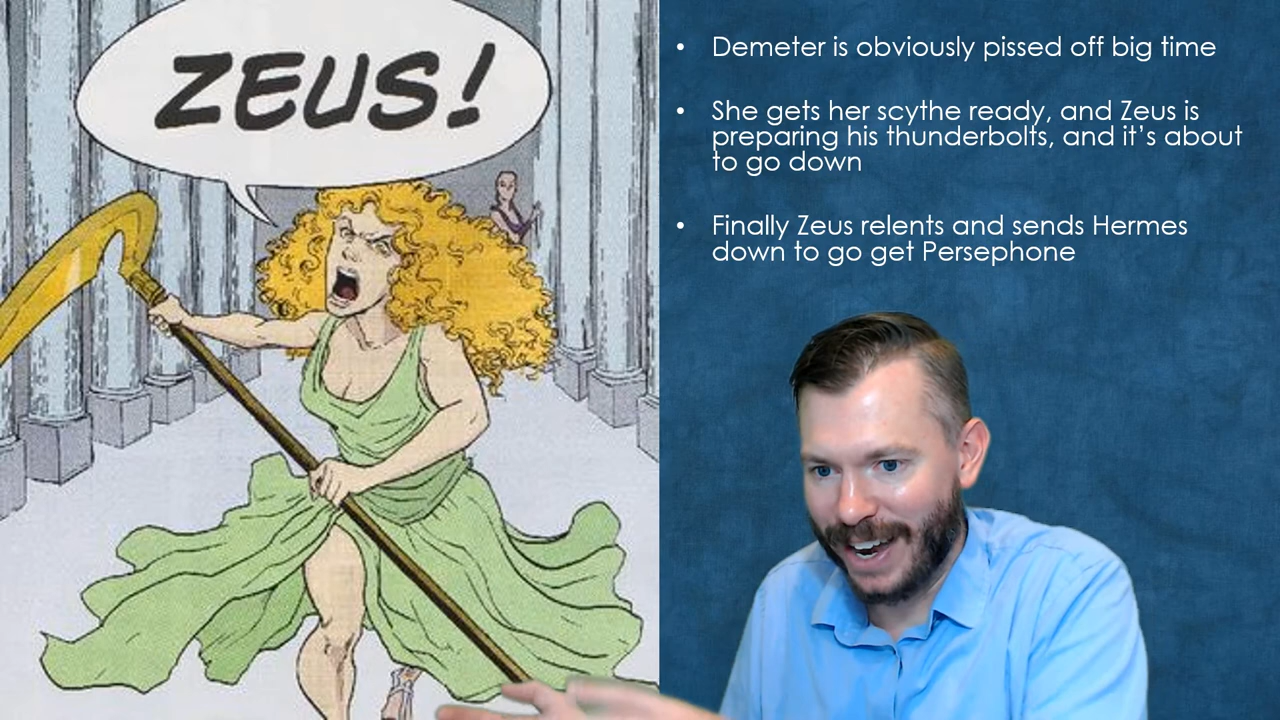 ZEUS!
• Demeter is obviously pissed off big time
• She gets her scythe ready, and Zeus is
preparing his thunderbolts, and it’s about
to go down
• Finally Zeus relents and sends Hermes
down to go get Persephone